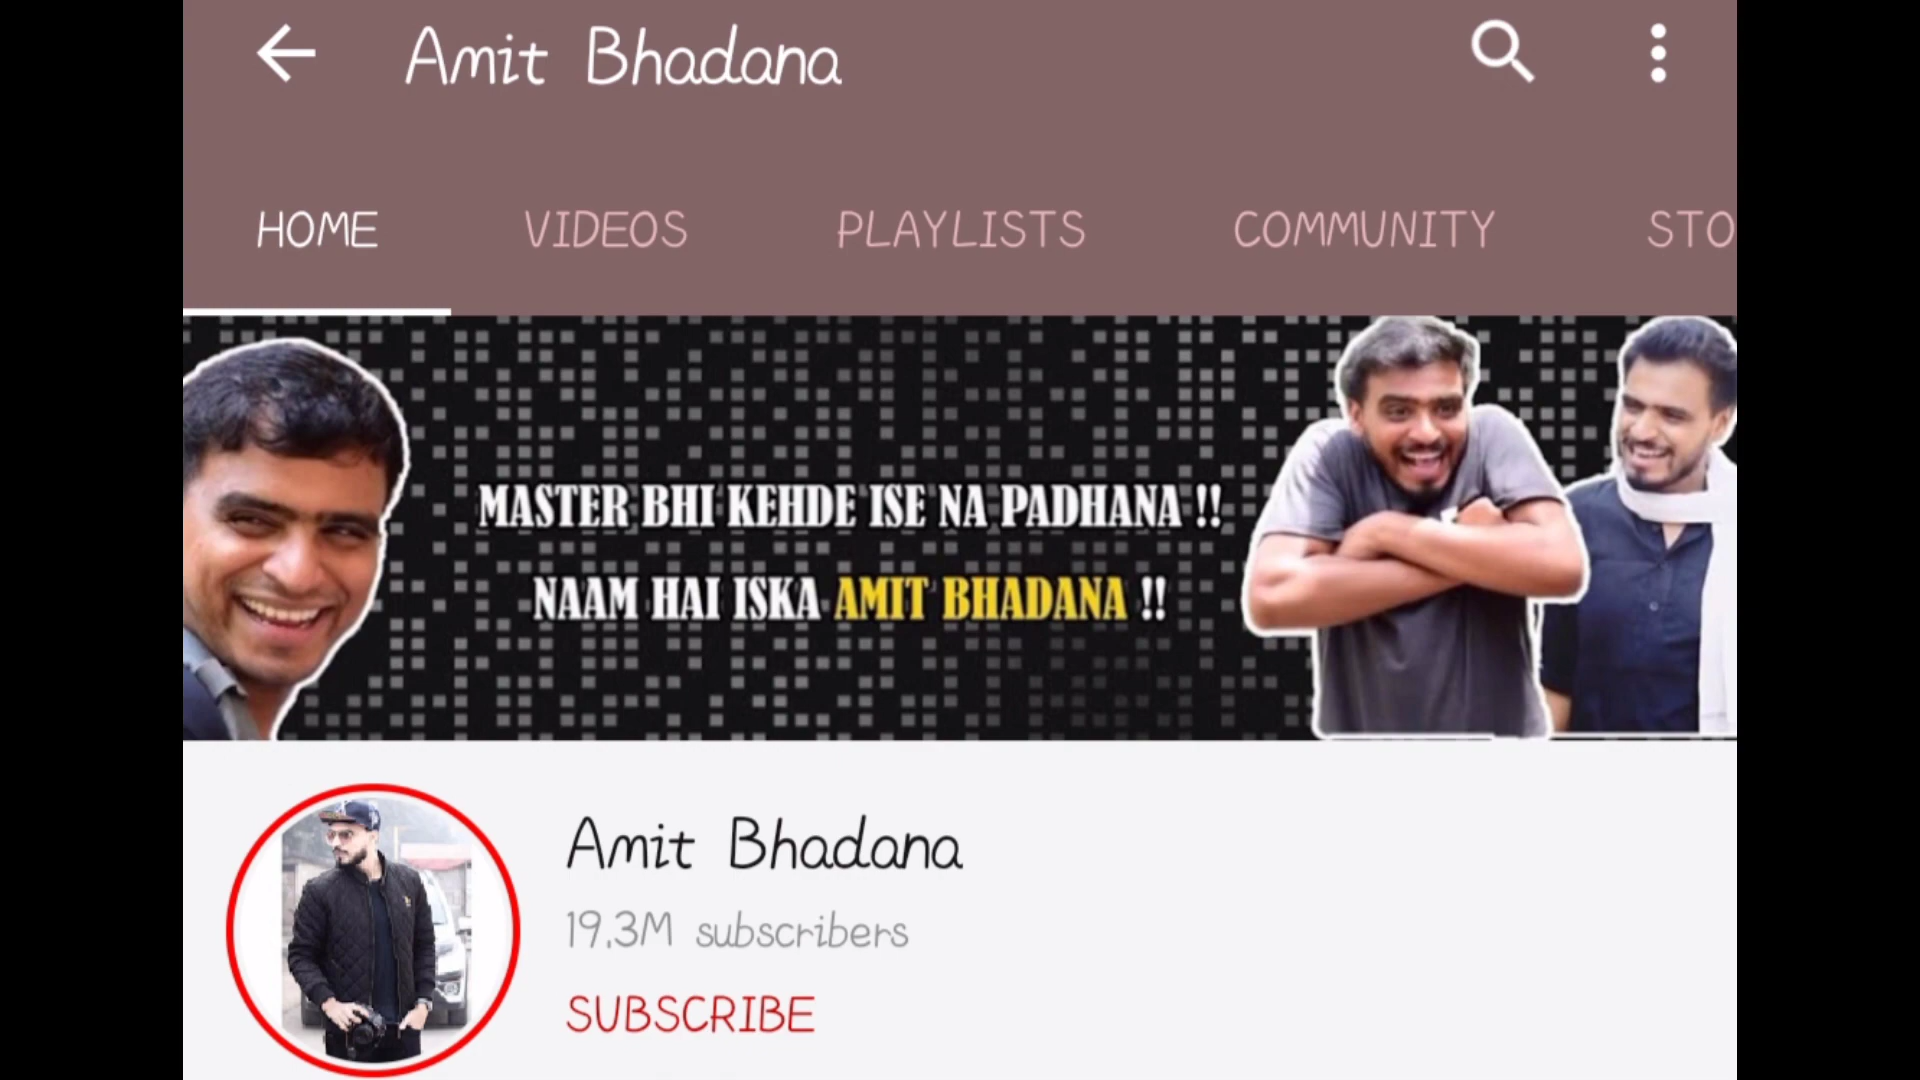 Amit Bhadana
HOME VIDEOS PLAYLISTS COMMUNITY STO
MASTER BHI KEHDE ISE NA PADHANA !!
NAAM HAI ISKA AMIT BHADANA !!
Amit Bhadana
19.3M subscribers
SUBSCRIBE